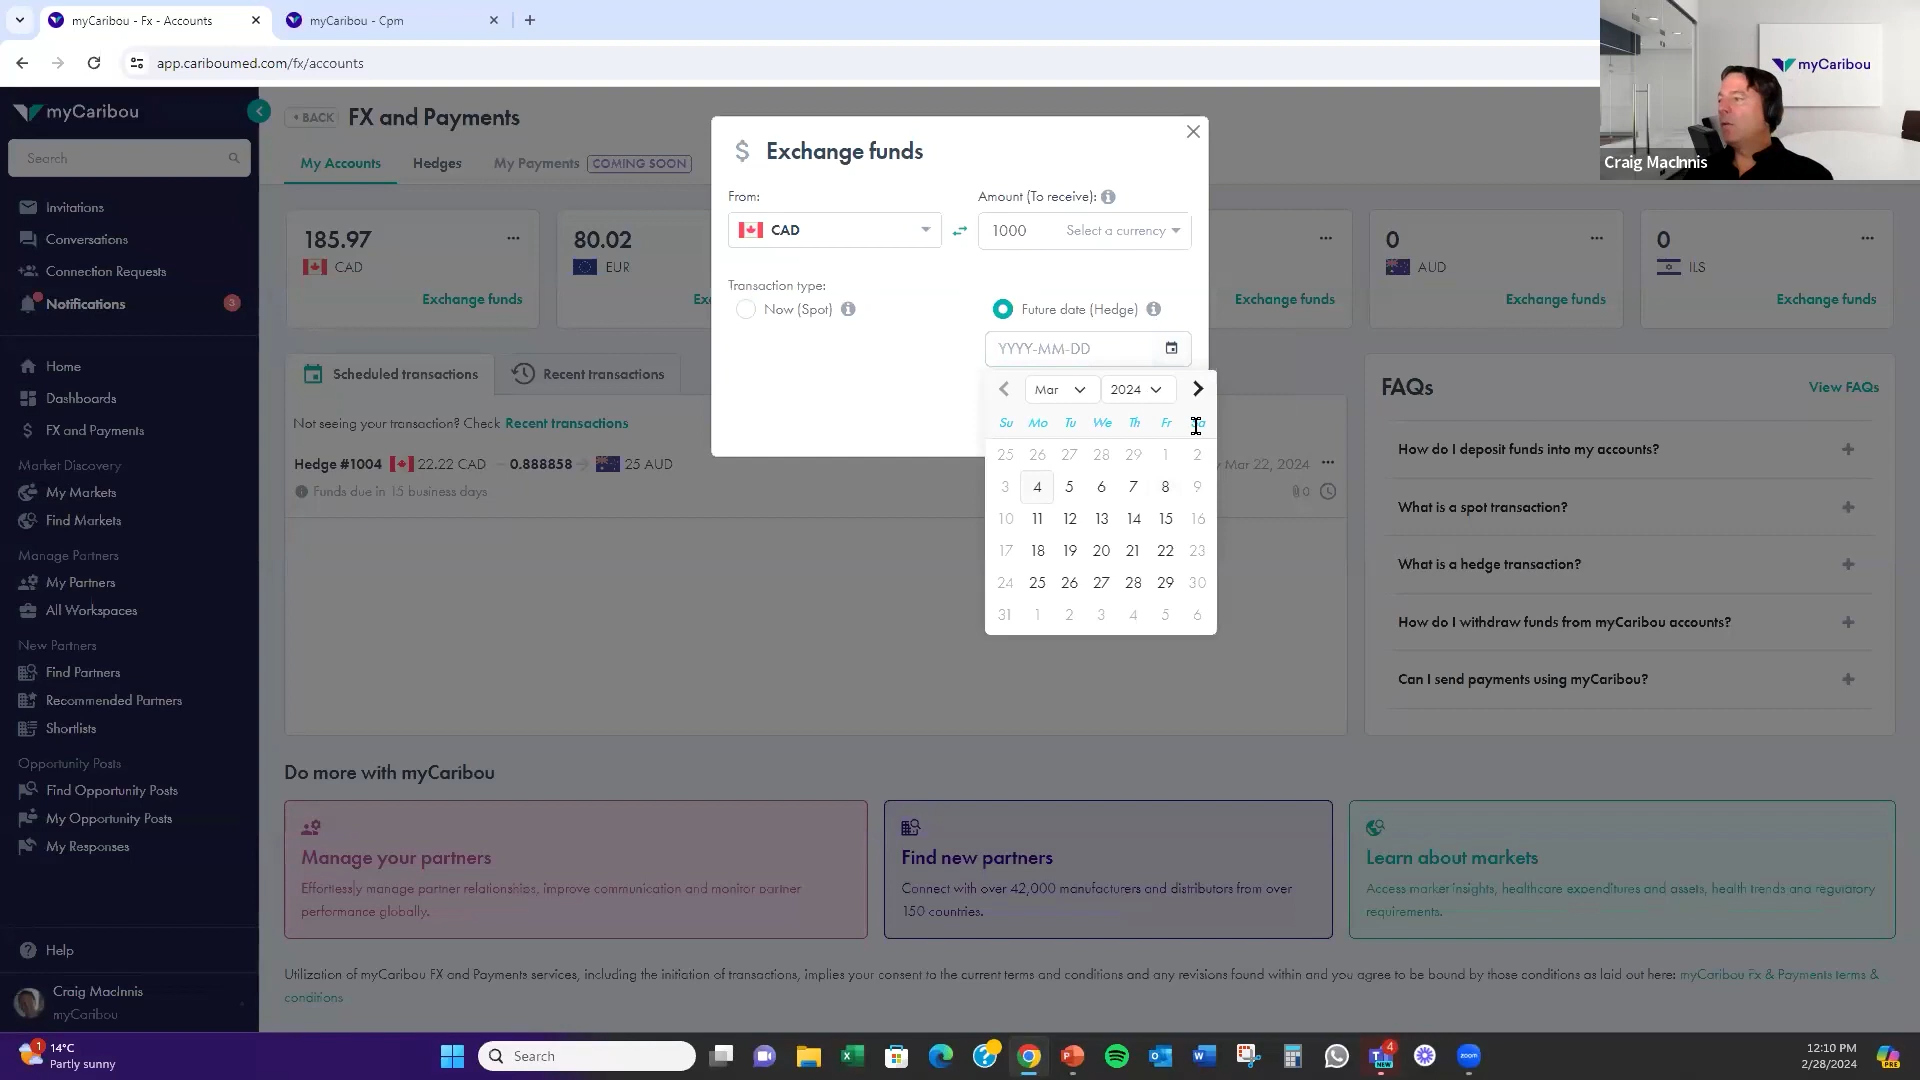 myCaribou - Fx - Accounts
myCaribou - Cpm
app.cariboumed.com/fx/accounts
myCaribou
Craig MacInnis
myCaribou
Search
Invitations
Conversations
Connection Requests
Notifications 3
Home
Dashboards
FX and Payments
Market Discovery
My Markets
Find Markets
Manage Partners
My Partners
All Workspaces
New Partners
Find Partners
Recommended Partners
Shortlists
Opportunity Posts
Find Opportunity Posts
My Opportunity Posts
My Responses
Help
Craig MacInnis
myCaribou
BACK FX and Payments
My Accounts Hedges My Payments COMING SOON
185.97
CAD
Exchange funds
80.02
EUR
Ex
Exchange funds
0
AUD
Exchange funds
0
ILS
Exchange funds
Scheduled transactions Recent transactions
Not seeing your transaction? Check Recent transactions
Hedge #1004 22.22 CAD 0.888858 25 AUD
Mar 22, 2024
Funds due in 15 business days
0
Exchange funds
From:
CAD
Amount (To receive):
1000 Select a currency
Transaction type:
Now (Spot)
Future date (Hedge)
YYYY-MM-DD
Mar 2024
Su Mo Tu We Th Fr Sa
25 26 27 28 29 1 2
3 4 5 6 7 8 9
10 11 12 13 14 15 16
17 18 19 20 21 22 23
24 25 26 27 28 29 30
31 1 2 3 4 5 6
FAQs View FAQs
How do I deposit funds into my accounts?
What is a spot transaction?
What is a hedge transaction?
How do I withdraw funds from myCaribou accounts?
Can I send payments using myCaribou?
Do more with myCaribou
Manage your partners
Effortlessly manage partner relationships, improve communication and monitor partner
performance globally.
Find new partners
Connect with over 42,000 manufacturers and distributors from over
150 countries.
Learn about markets
Access market insights, healthcare expenditures and assets, health trends and regulatory
requirements.
Utilization of myCaribou FX and Payments services, including the initiation of transactions, implies your consent to the current terms and conditions and any revisions found within and you agree to be bound by those conditions as laid out here: myCaribou Fx & Payments terms &
conditions
1
14°C
Partly sunny
Search
NEW
4
zoom
12:10 PM
2/28/2024
PRE